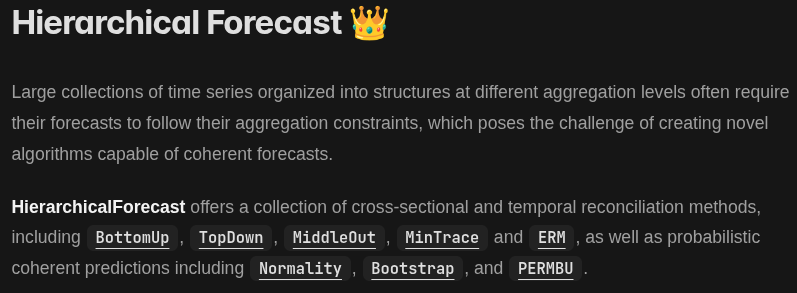 Hierarchical Forecast 👑
Large collections of time series organized into structures at different aggregation levels often require
their forecasts to follow their aggregation constraints, which poses the challenge of creating novel
algorithms capable of coherent forecasts.
HierarchicalForecast offers a collection of cross-sectional and temporal reconciliation methods,
including BottomUp, TopDown, MiddleOut, MinTrace and ERM, as well as probabilistic
coherent predictions including Normality, Bootstrap, and PERMBU.